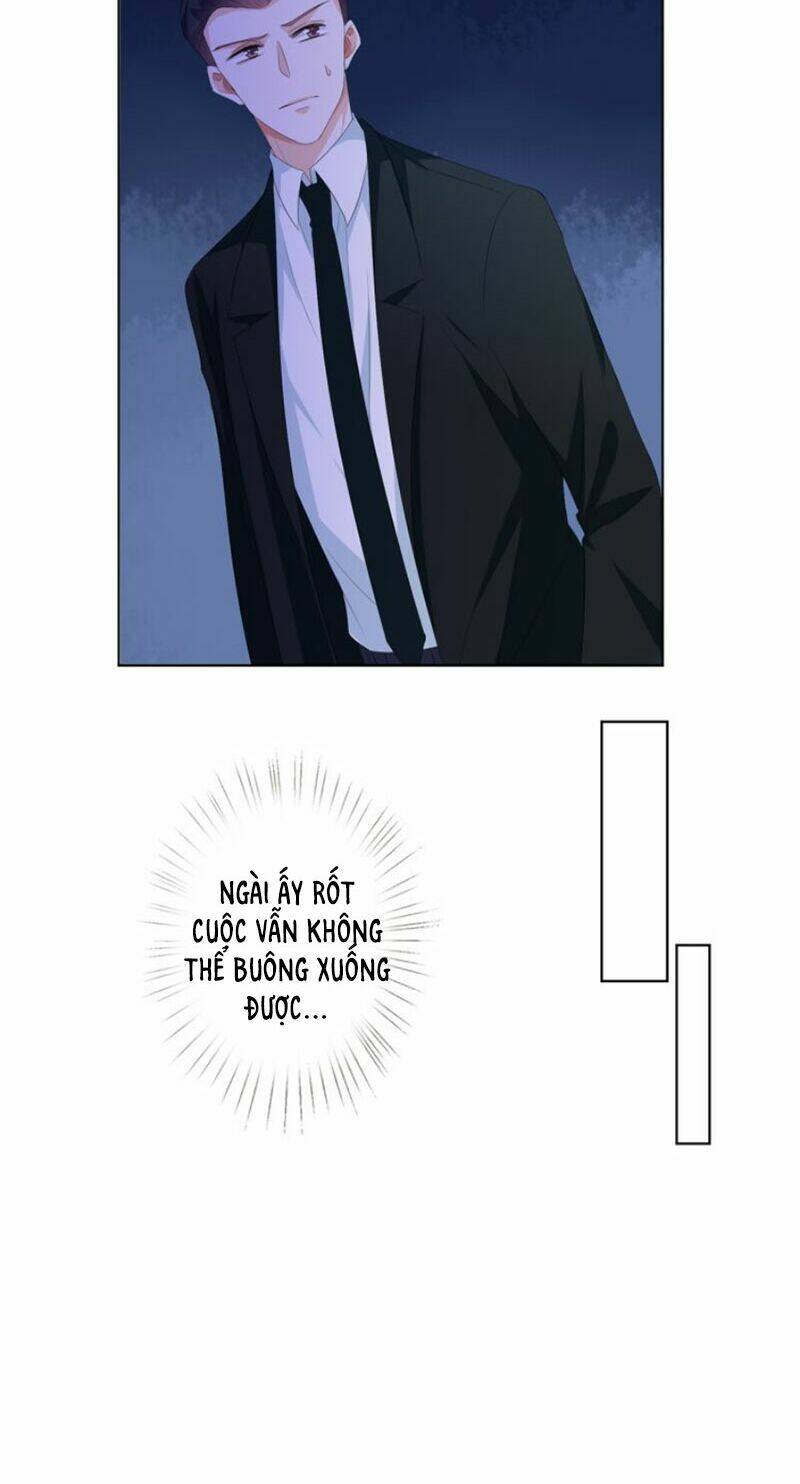 NGÀI ẤY RỐT
CUỘC VẪN KHÔNG
THỂ BUÔNG XUỐNG
ĐƯỢC...